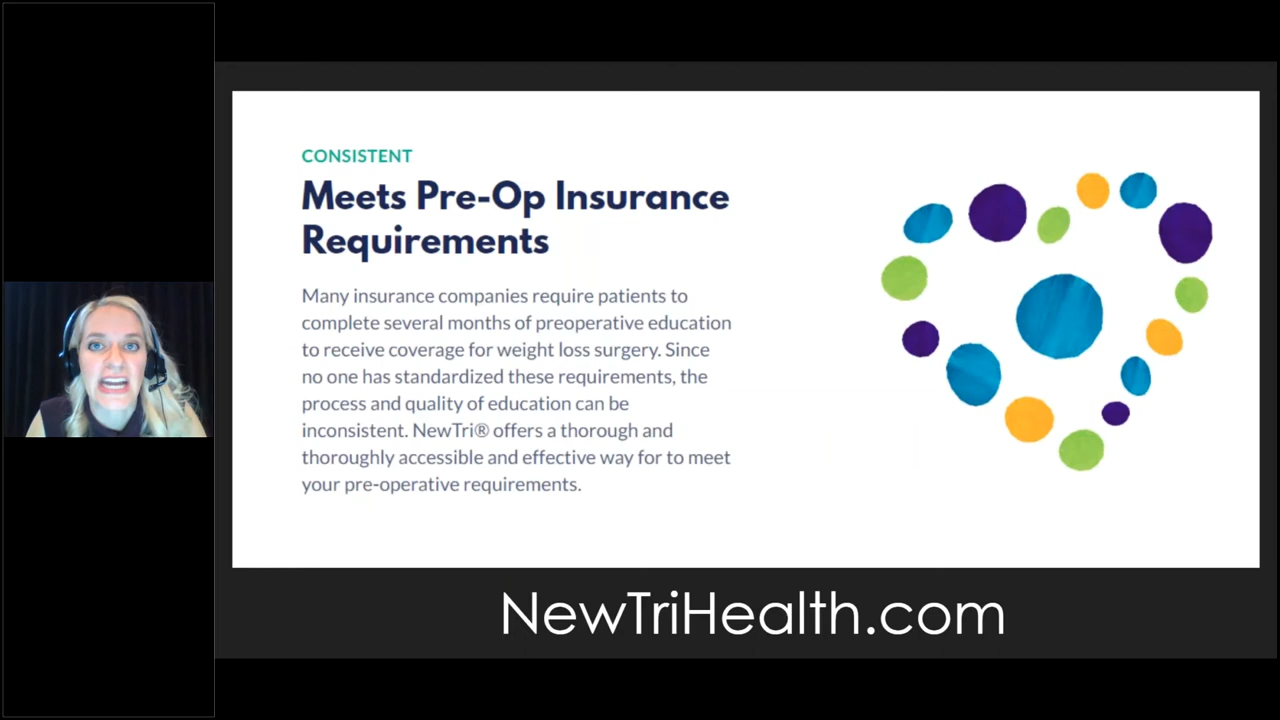 CONSISTENT
Meets Pre-Op Insurance
Requirements
Many insurance companies require patients to
complete several months of preoperative education
to receive coverage for weight loss surgery. Since
no one has standardized these requirements, the
process and quality of education can be
inconsistent. NewTri® offers a thorough and
thoroughly accessible and effective way for to meet
your pre-operative requirements.
NewTriHealth.com